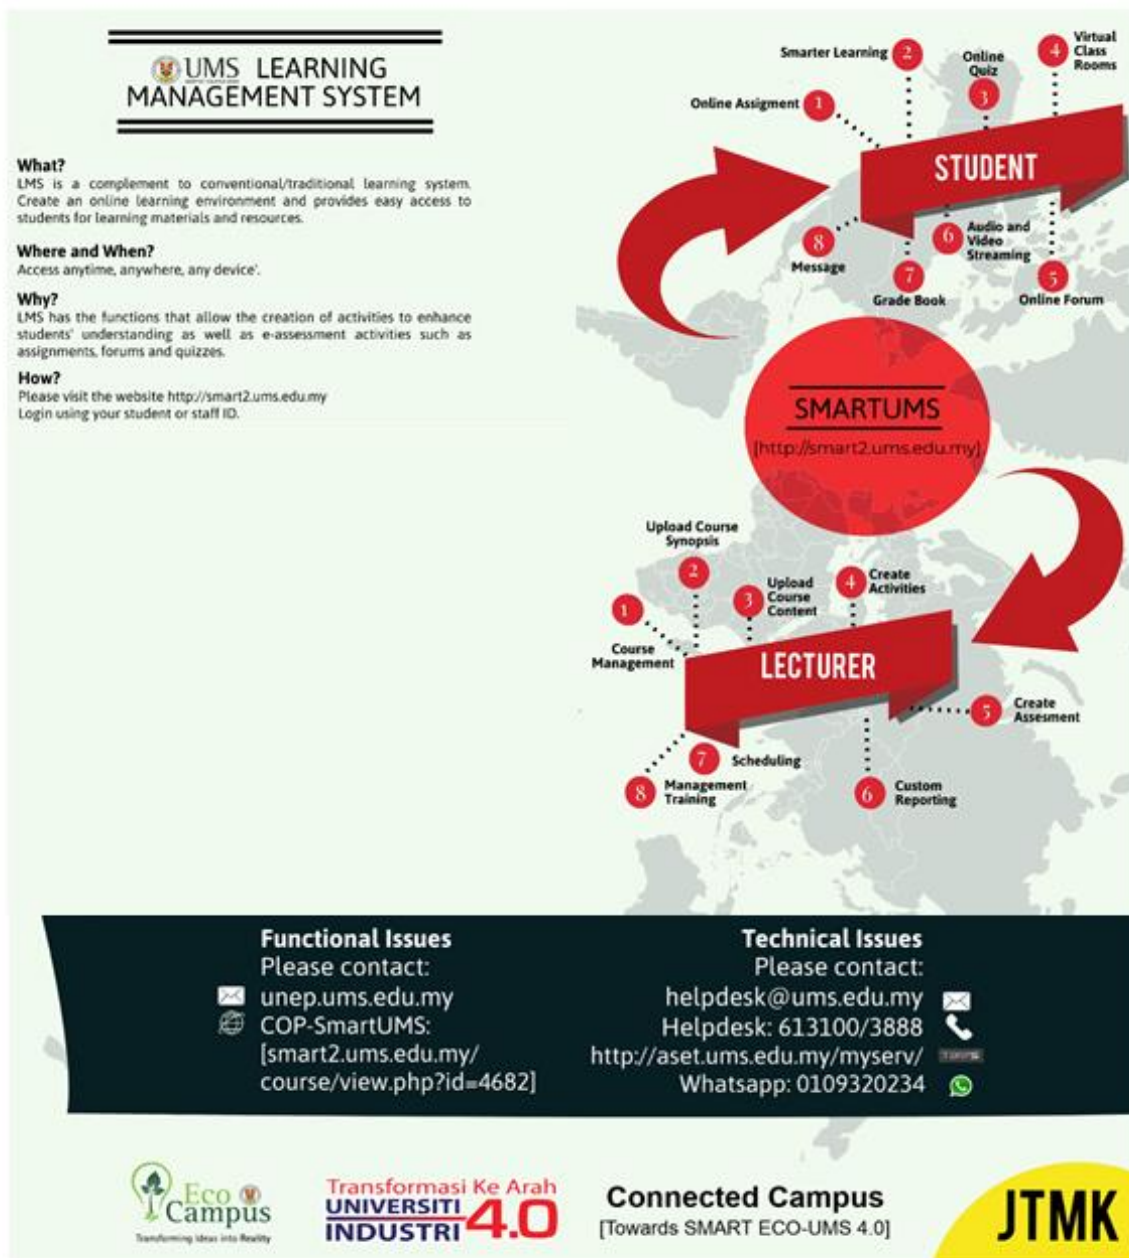 UMS LEARNING
MANAGEMENT SYSTEM
What?
LMS is a complement to conventional/traditional learning system.
Create an online learning environment and provides easy access to
students for learning materials and resources.
Where and When?
Access anytime, anywhere, any device'.
Why?
LMS has the functions that allow the creation of activities to enhance
students' understanding as well as e-assessment activities such as
assignments, forums and quizzes.
How?
Please visit the website http://smart2.ums.edu.my
Login using your student or staff ID.
Online Assigment 1
Smarter Learning 2
Online
Quiz
3
4 Virtual
Class
Rooms
STUDENT
8
Message
7
Grade Book
6 Audio and
Video
Streaming
5
Online Forum
SMARTUMS
[http://smart2.ums.edu.my]
1
Course
Management
Upload Course
Synopsis
2
3 Upload
Course
Content
4 Create
Activities
LECTURER
5 Create
Assesment
6 Custom
Reporting
7 Scheduling
8 Management
Training
Functional Issues
Please contact:
unep.ums.edu.my
COP-SmartUMS:
[smart2.ums.edu.my/
course/view.php?id=4682]
Technical Issues
Please contact:
helpdesk@ums.edu.my
Helpdesk: 613100/3888
http://aset.ums.edu.my/myserv/
Whatsapp: 0109320234
Eco
Campus
Transforming Ideas into Reality
Transformasi Ke Arah
UNIVERSITI
INDUSTRI 4.0
Connected Campus
[Towards SMART ECO-UMS 4.0]
JTMK